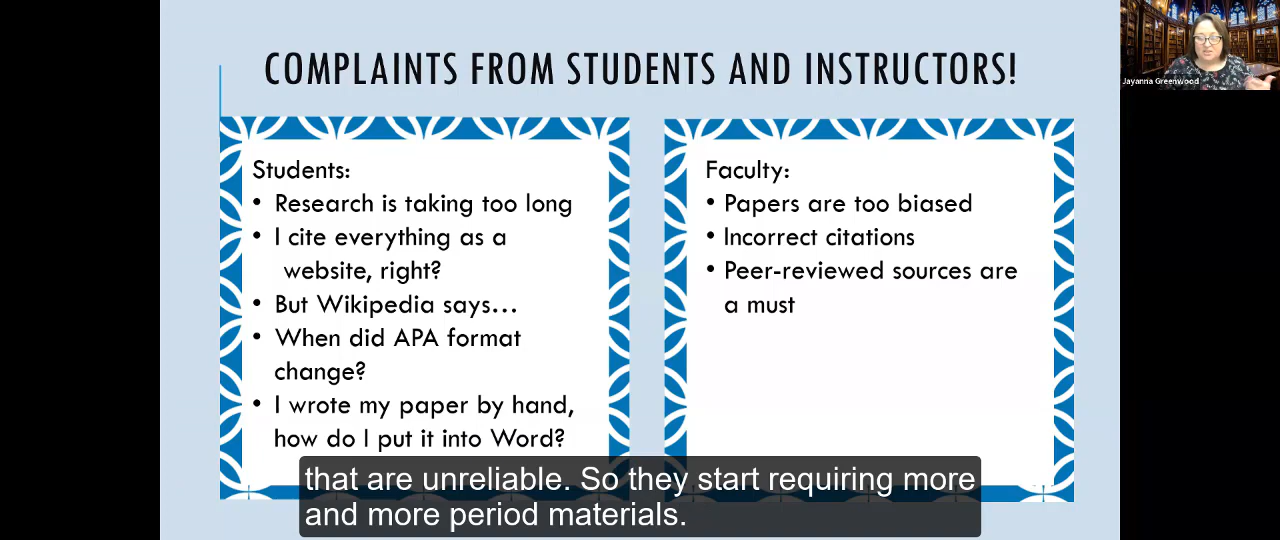 COMPLAINTS FROM STUDENTS AND INSTRUCTORS!
Jayanna Greenwood
Students:
• Research is taking too long
• I cite everything as a
website, right?
• But Wikipedia says…
• When did APA format
change?
• I wrote my paper by hand,
how do I put it into Word?
Faculty:
• Papers are too biased
• Incorrect citations
• Peer-reviewed sources are
a must
that are unreliable. So they start requiring more
and more period materials.